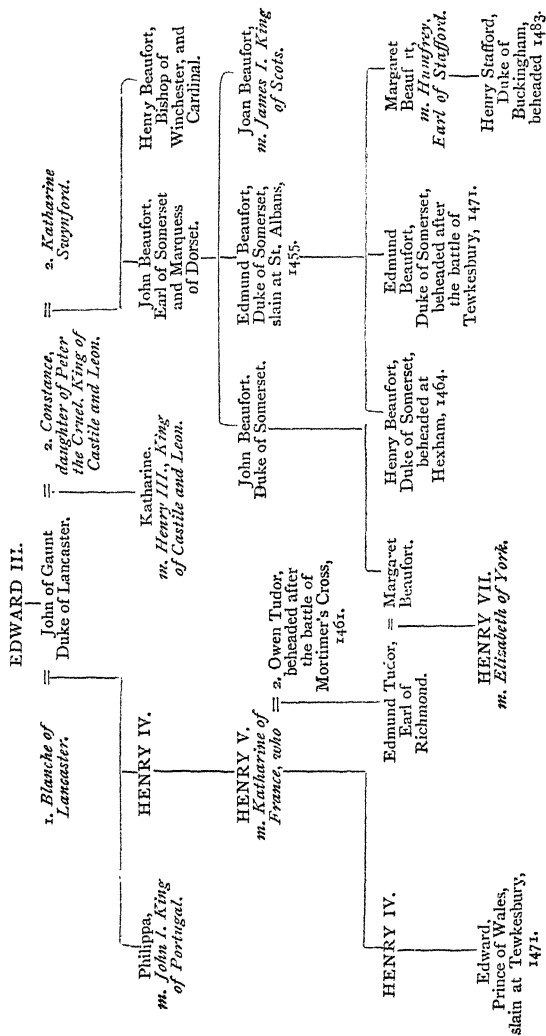 EDWARD III.
1. Blanche of
Lancaster.
=
John of Gaunt
Duke of Lancaster.
=
2. Constance,
daughter of Peter
the Cruel, King of
Castile and Leon.
=
2. Katharine
Swynford.
Philippa,
m. John I. King
of Portugal.
HENRY IV.
Katharine.
m. Henry III., King
of Castile and Leon.
John Beaufort.
Earl of Somerset
and Marquess
of Dorset.
Henry Beaufort,
Bishop of
Winchester, and
Cardinal.
HENRY V.
m. Katharine of
France, who
=
2. Owen Tudor,
beheaded after
the battle of
Mortimer's Cross,
1461.
John Beaufort.
Duke of Somerset.
Edmund Beaufort,
Duke of Somerset,
slain at St. Albans,
1455.
Joan Beaufort,
m. James I. King
of Scots.
HENRY IV.
Edmund Tudor,
Earl of
Richmond.
=
Margaret
Beaufort.
Henry Beaufort,
Duke of Somerset,
beheaded at
Hexham, 1464.
Edmund
Beaufort,
Duke of Somerset,
beheaded after
the battle of
Tewkesbury, 1471.
Margaret
Beauf rt,
m. Humfrey,
Earl of Stafford.
Edward,
Prince of Wales,
slain at Tewkesbury,
1471.
HENRY VII.
m. Elizabeth of York.
Henry Stafford,
Duke of
Buckingham,
beheaded 1483.